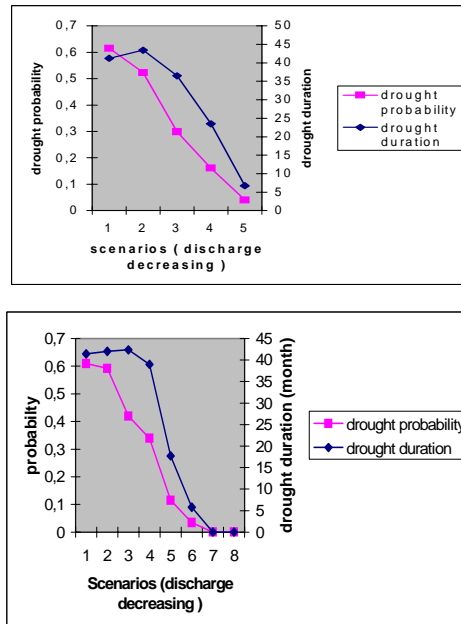 0,7
0,6
0,5
0,4
0,3
0,2
0,1
0
drought probability
50
45
40
35
30
25
20
15
10
5
0
drought duration
1 2 3 4 5
scenarios ( discharge
decreasing )
drought
probability
drought
duration
0,7
0,6
0,5
0,4
0,3
0,2
0,1
0
probabilty
45
40
35
30
25
20
15
10
5
0
drought duration (month)
1 2 3 4 5 6 7 8
Scenarios (discharge
decreasing )
drought probability
drought duration